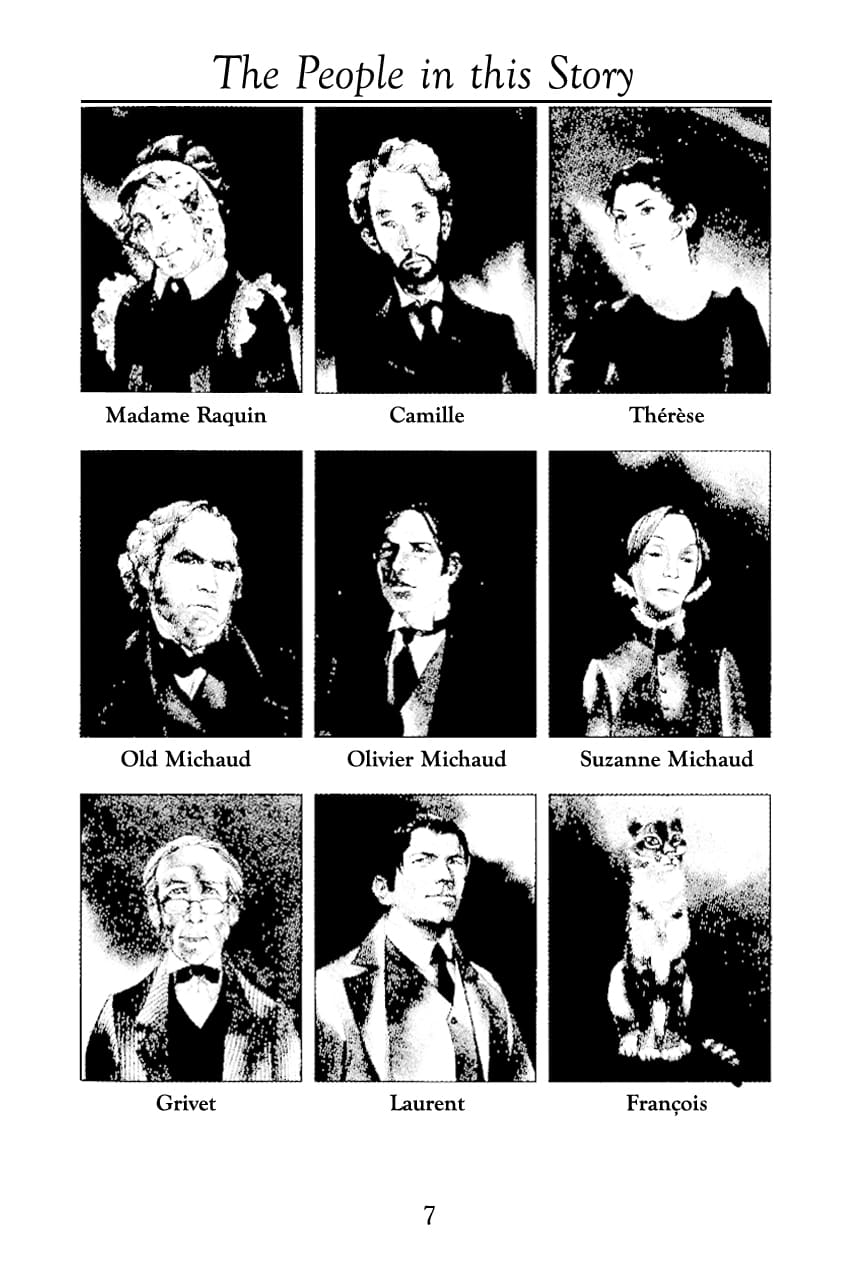 The People in this Story
Madame Raquin
Camille
Thérèse
Old Michaud
Olivier Michaud
Suzanne Michaud
Grivet
Laurent
François
7